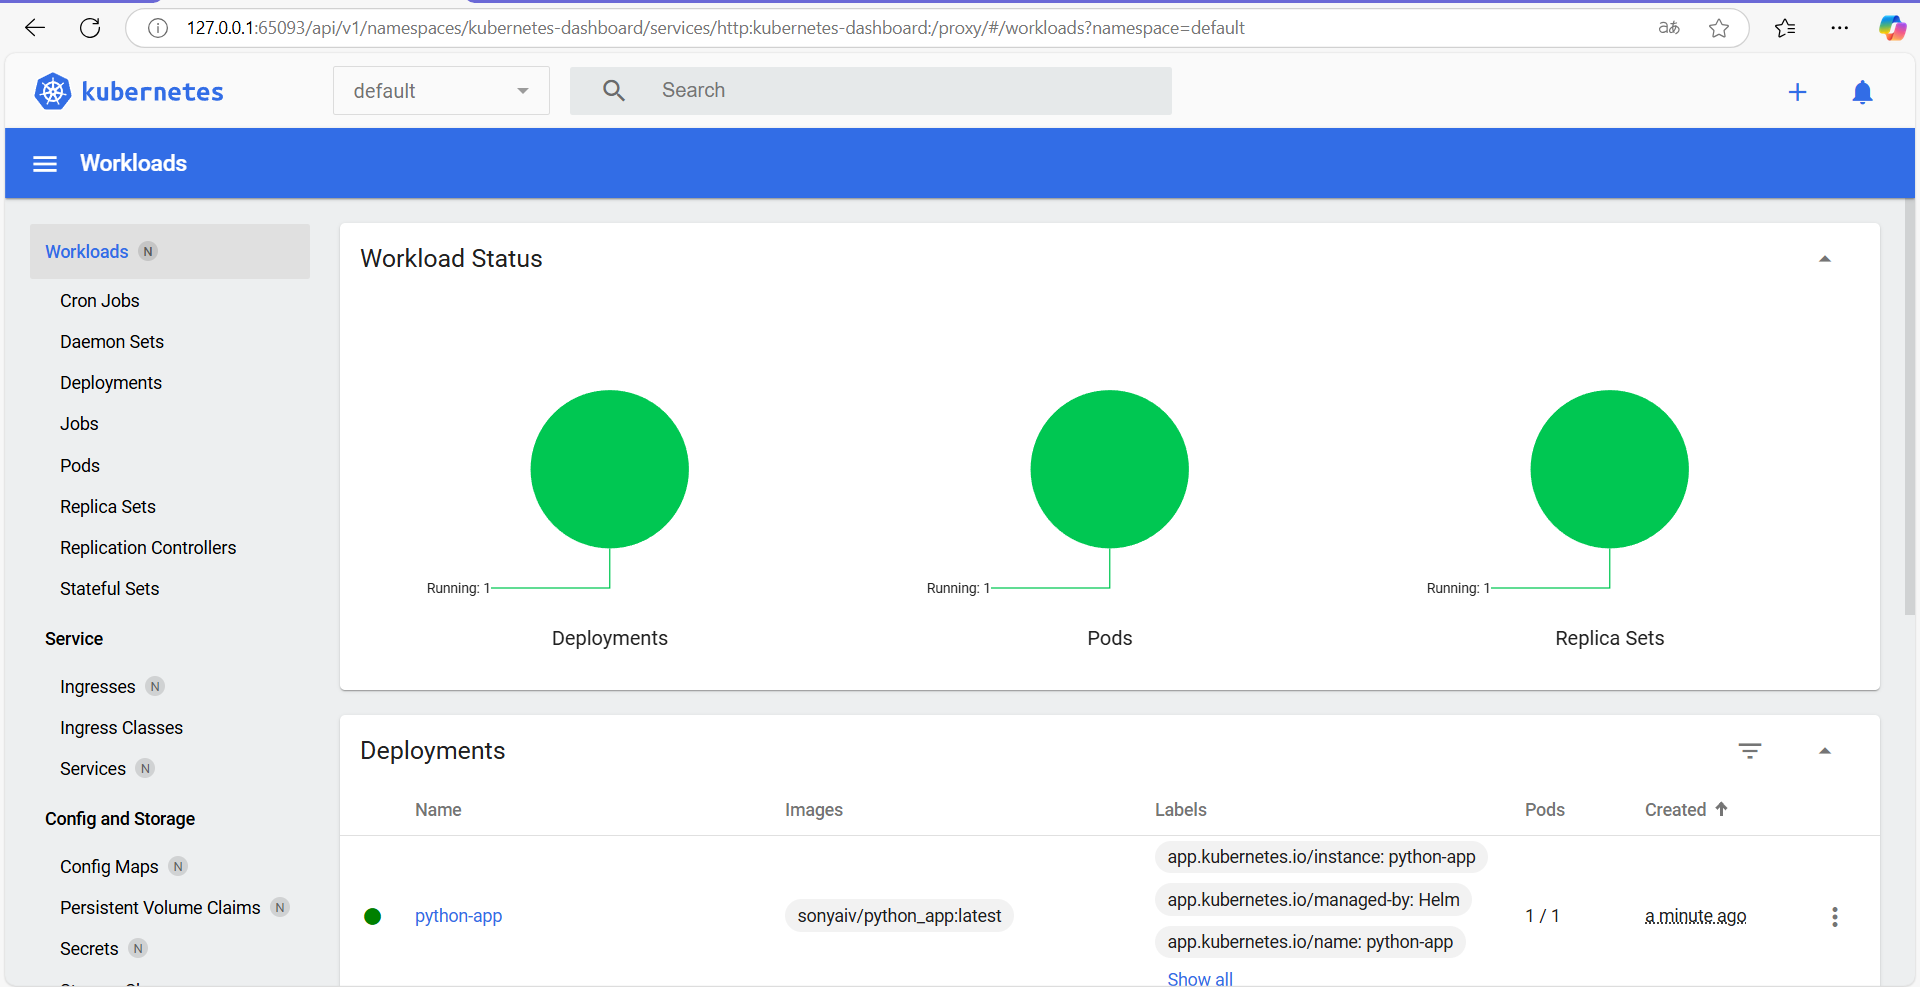 127.0.0.1:65093/api/v1/namespaces/kubernetes-dashboard/services/http:kubernetes-dashboard:/proxy/#/workloads?namespace=default
aあ
kubernetes
default
Search
Workloads
Workloads N
Cron Jobs
Daemon Sets
Deployments
Jobs
Pods
Replica Sets
Replication Controllers
Stateful Sets
Service
Ingresses N
Ingress Classes
Services N
Config and Storage
Config Maps N
Persistent Volume Claims N
Secrets N
Workload Status
Running: 1
Deployments
Running: 1
Pods
Running: 1
Replica Sets
Deployments
Name Images Labels Pods Created
python-app
sonyaiv/python_app:latest
app.kubernetes.io/instance: python-app
app.kubernetes.io/managed-by: Helm
app.kubernetes.io/name: python-app
Show all
1 / 1
a minute ago